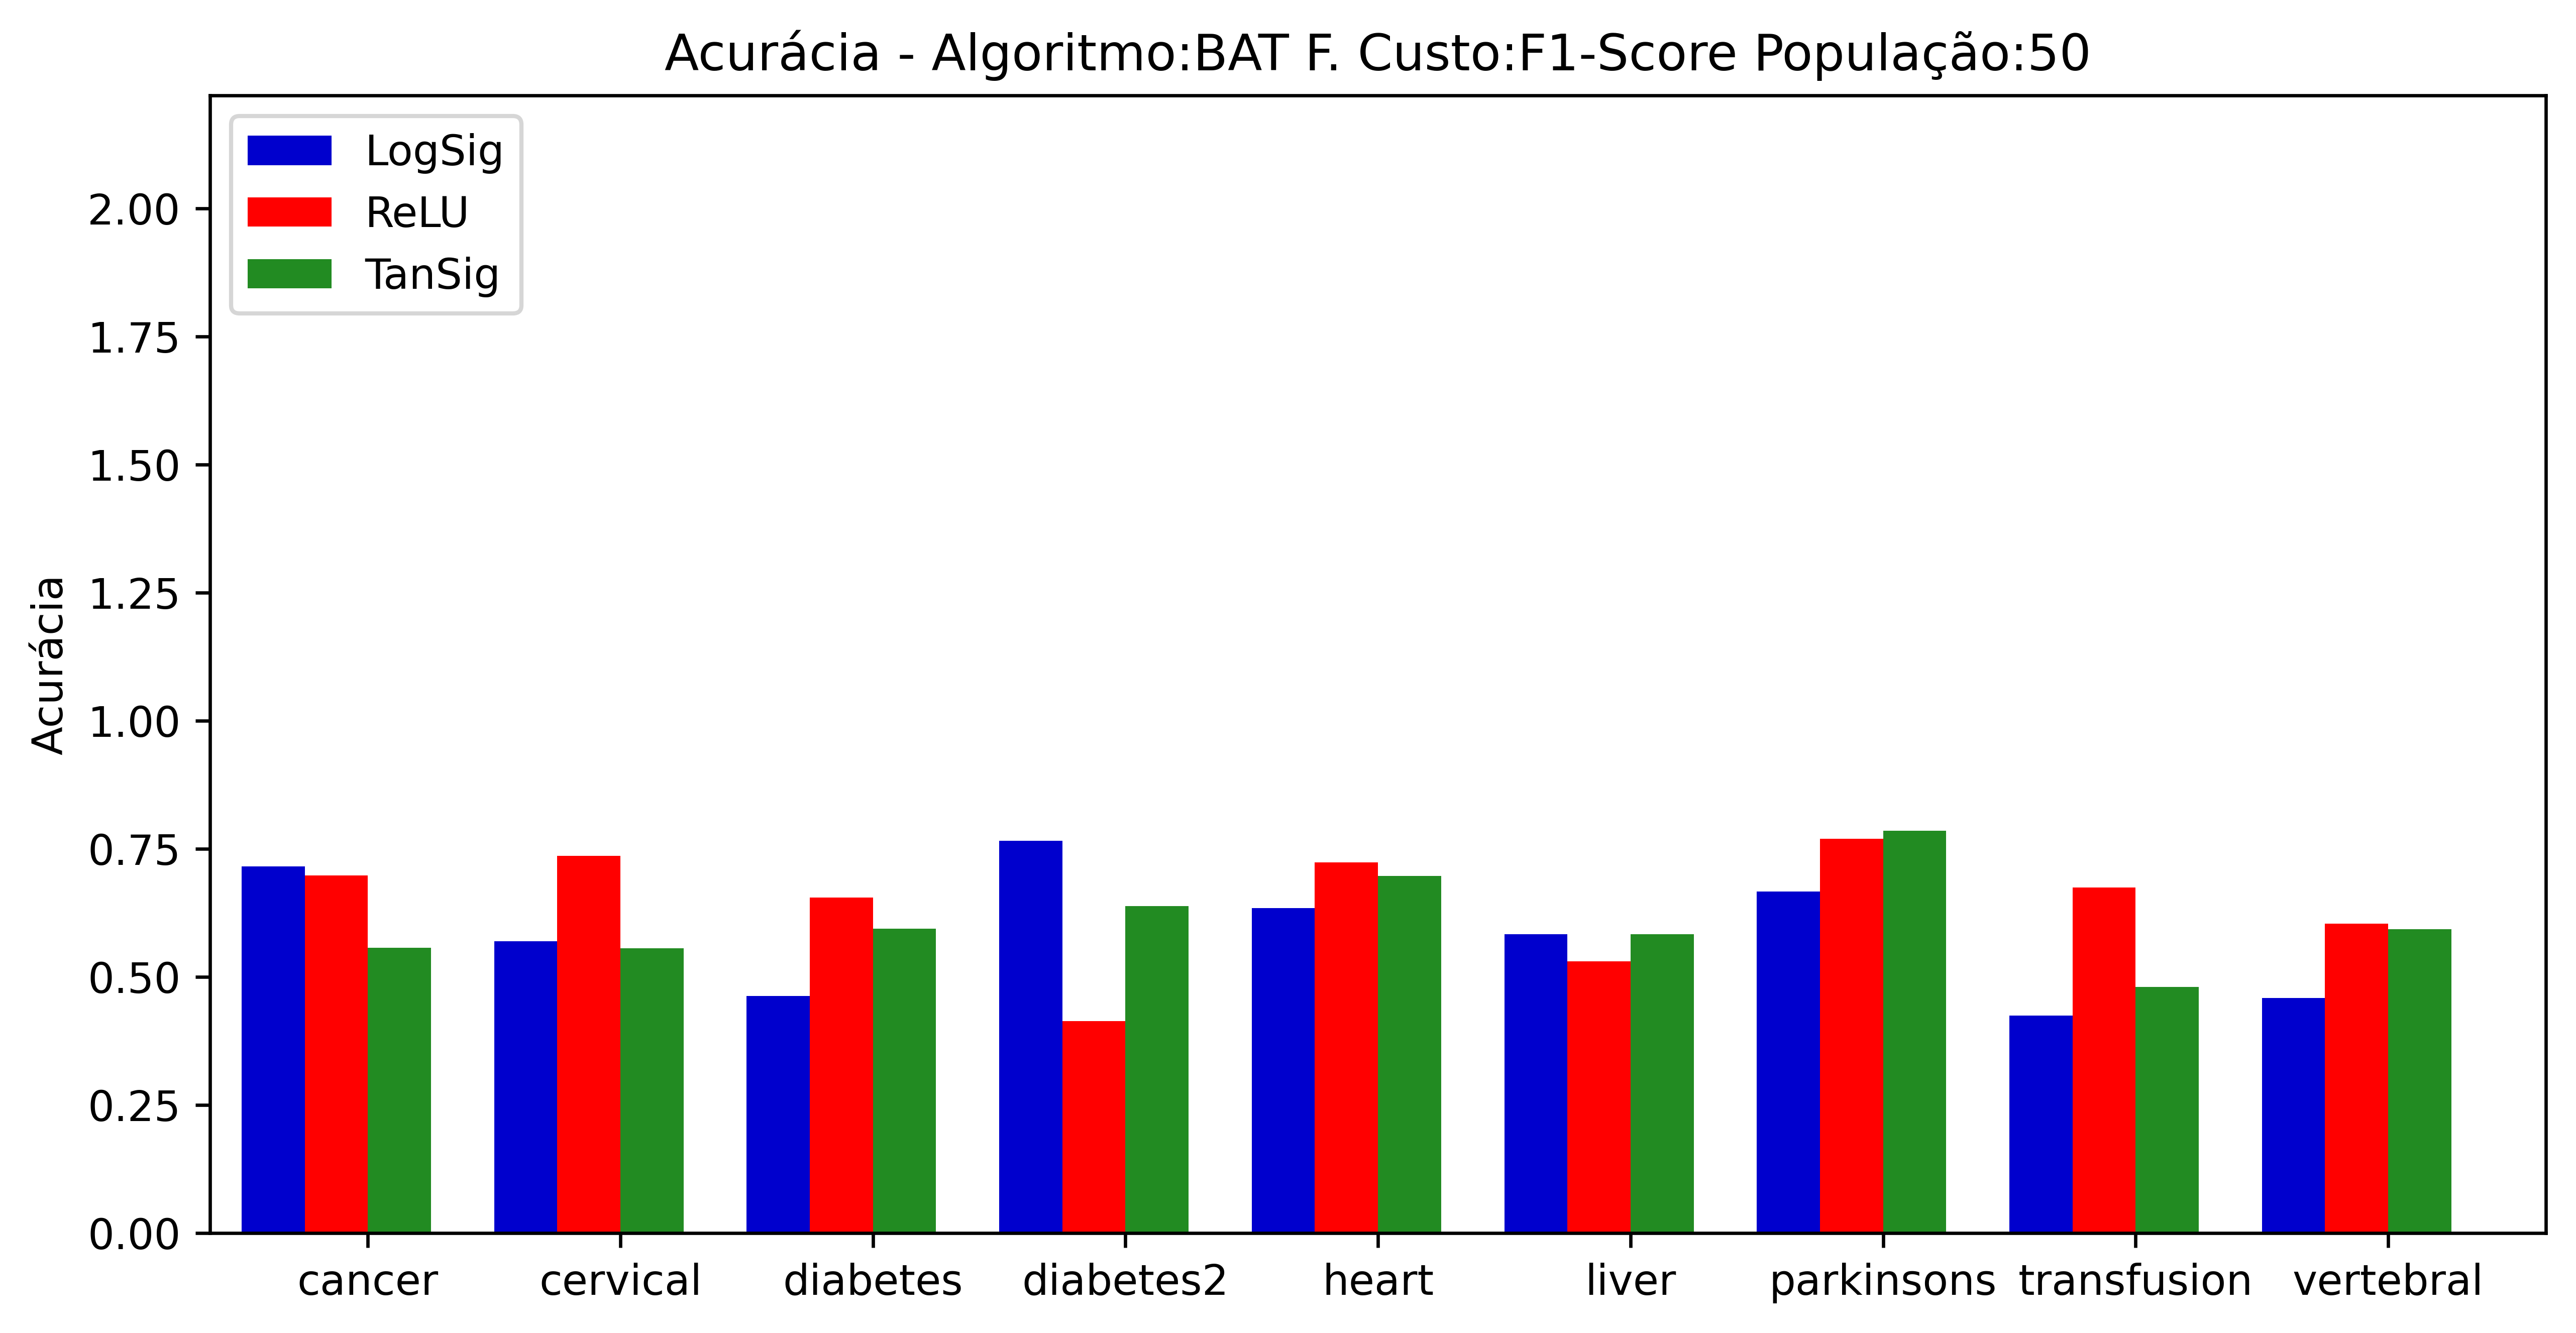 Acurácia - Algoritmo:BAT F. Custo:F1-Score População:50
LogSig
ReLU
TanSig
Acurácia
2.00
1.75
1.50
1.25
1.00
0.75
0.50
0.25
0.00
cancer
cervical
diabetes
diabetes2
heart
liver
parkinsons
transfusion
vertebral